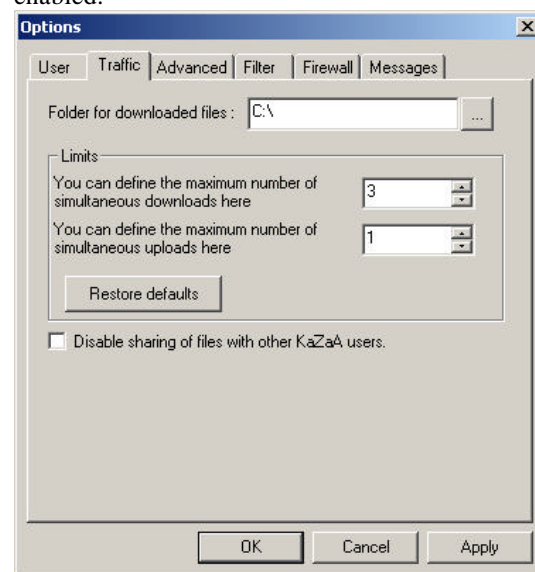 enabled.
Options
User Traffic Advanced Filter Firewall Messages
Folder for downloaded files : C:\ ...
Limits
You can define the maximum number of
simultaneous downloads here
3
You can define the maximum number of
simultaneous uploads here
1
Restore defaults
Disable sharing of files with other KaZaA users.
OK Cancel Apply